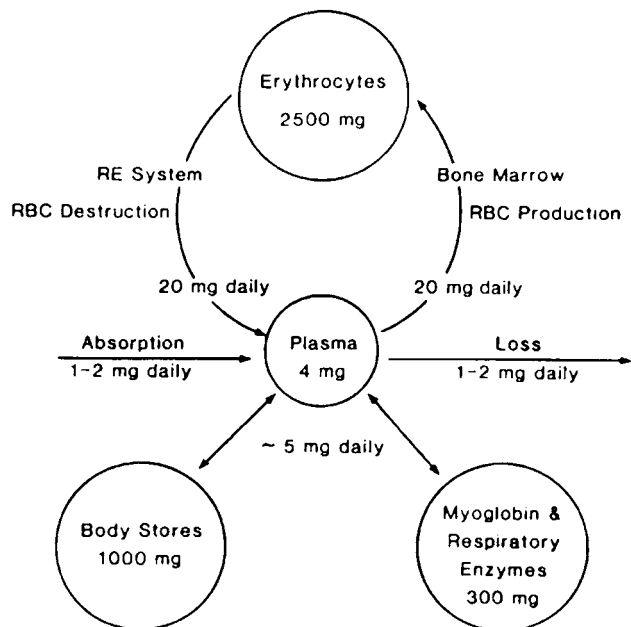 Erythrocytes
2500 mg
RE System
RBC Destruction
Bone Marrow
RBC Production
20 mg daily
20 mg daily
Absorption
1-2 mg daily
Plasma
4 mg
Loss
1-2 mg daily
~ 5 mg daily
Body Stores
1000 mg
Myoglobin &
Respiratory
Enzymes
300 mg